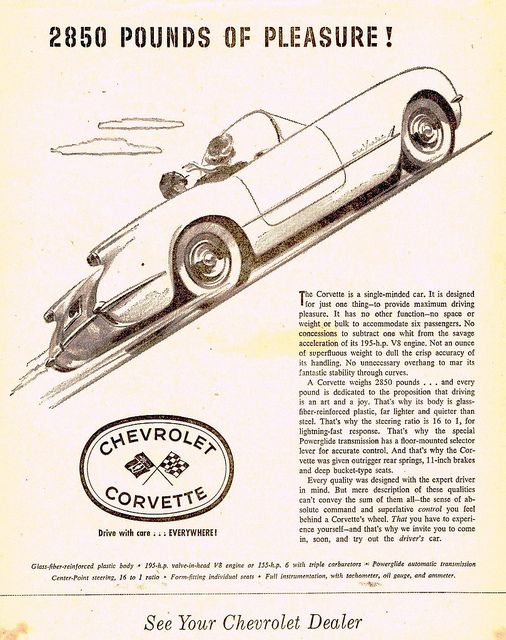 2850 POUNDS OF PLEASURE!
The Corvette is a single-minded car. It is designed
for just one thing—to provide maximum driving
pleasure. It has no other function—no space or
weight or bulk to accommodate six passengers. No
concessions to subtract one whit from the savage
acceleration of its 195-h.p. V8 engine. Not an ounce
of superfluous weight to dull the crisp accuracy of
its handling. No unnecessary overhang to mar its
fantastic stability through curves.
A Corvette weighs 2850 pounds . . . and every
pound is dedicated to the proposition that driving
is an art and a joy. That's why its body is glass-
fiber-reinforced plastic, far lighter and quieter than
steel. That's why the steering ratio is 16 to 1, for
lightning-fast response. That's why the special
Powerglide transmission has a floor-mounted selector
lever for accurate control. And that's why the Cor-
vette was given outrigger rear springs, 11-inch brakes
and deep bucket-type seats.
Every quality was designed with the expert driver
in mind. But mere description of these qualities
can't convey the sum of them all—the sense of ab-
solute command and superlative control you feel
behind a Corvette's wheel. That you have to experi-
ence yourself—and that's why we invite you to come
in, soon, and try out the driver's car.
CHEVROLET
CORVETTE
Drive with care . . . EVERYWHERE!
Glass-fiber-reinforced plastic body • 195-h.p. valve-in-head V8 engine or 155-h.p. 6 with triple carburetors • Powerglide automatic transmission
Center-Point steering, 16 to 1 ratio • Form-fitting individual seats • Full instrumentation, with tachometer, oil gauge, and ammeter.
See Your Chevrolet Dealer